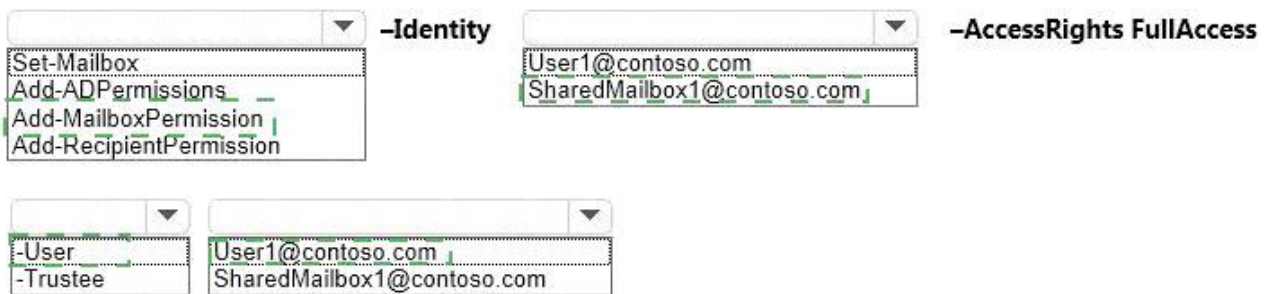 –Identity –AccessRights FullAccess
Set-Mailbox User1@contoso.com
Add-ADPermissions SharedMailbox1@contoso.com
Add-MailboxPermission
Add-RecipientPermission
-User User1@contoso.com
-Trustee SharedMailbox1@contoso.com